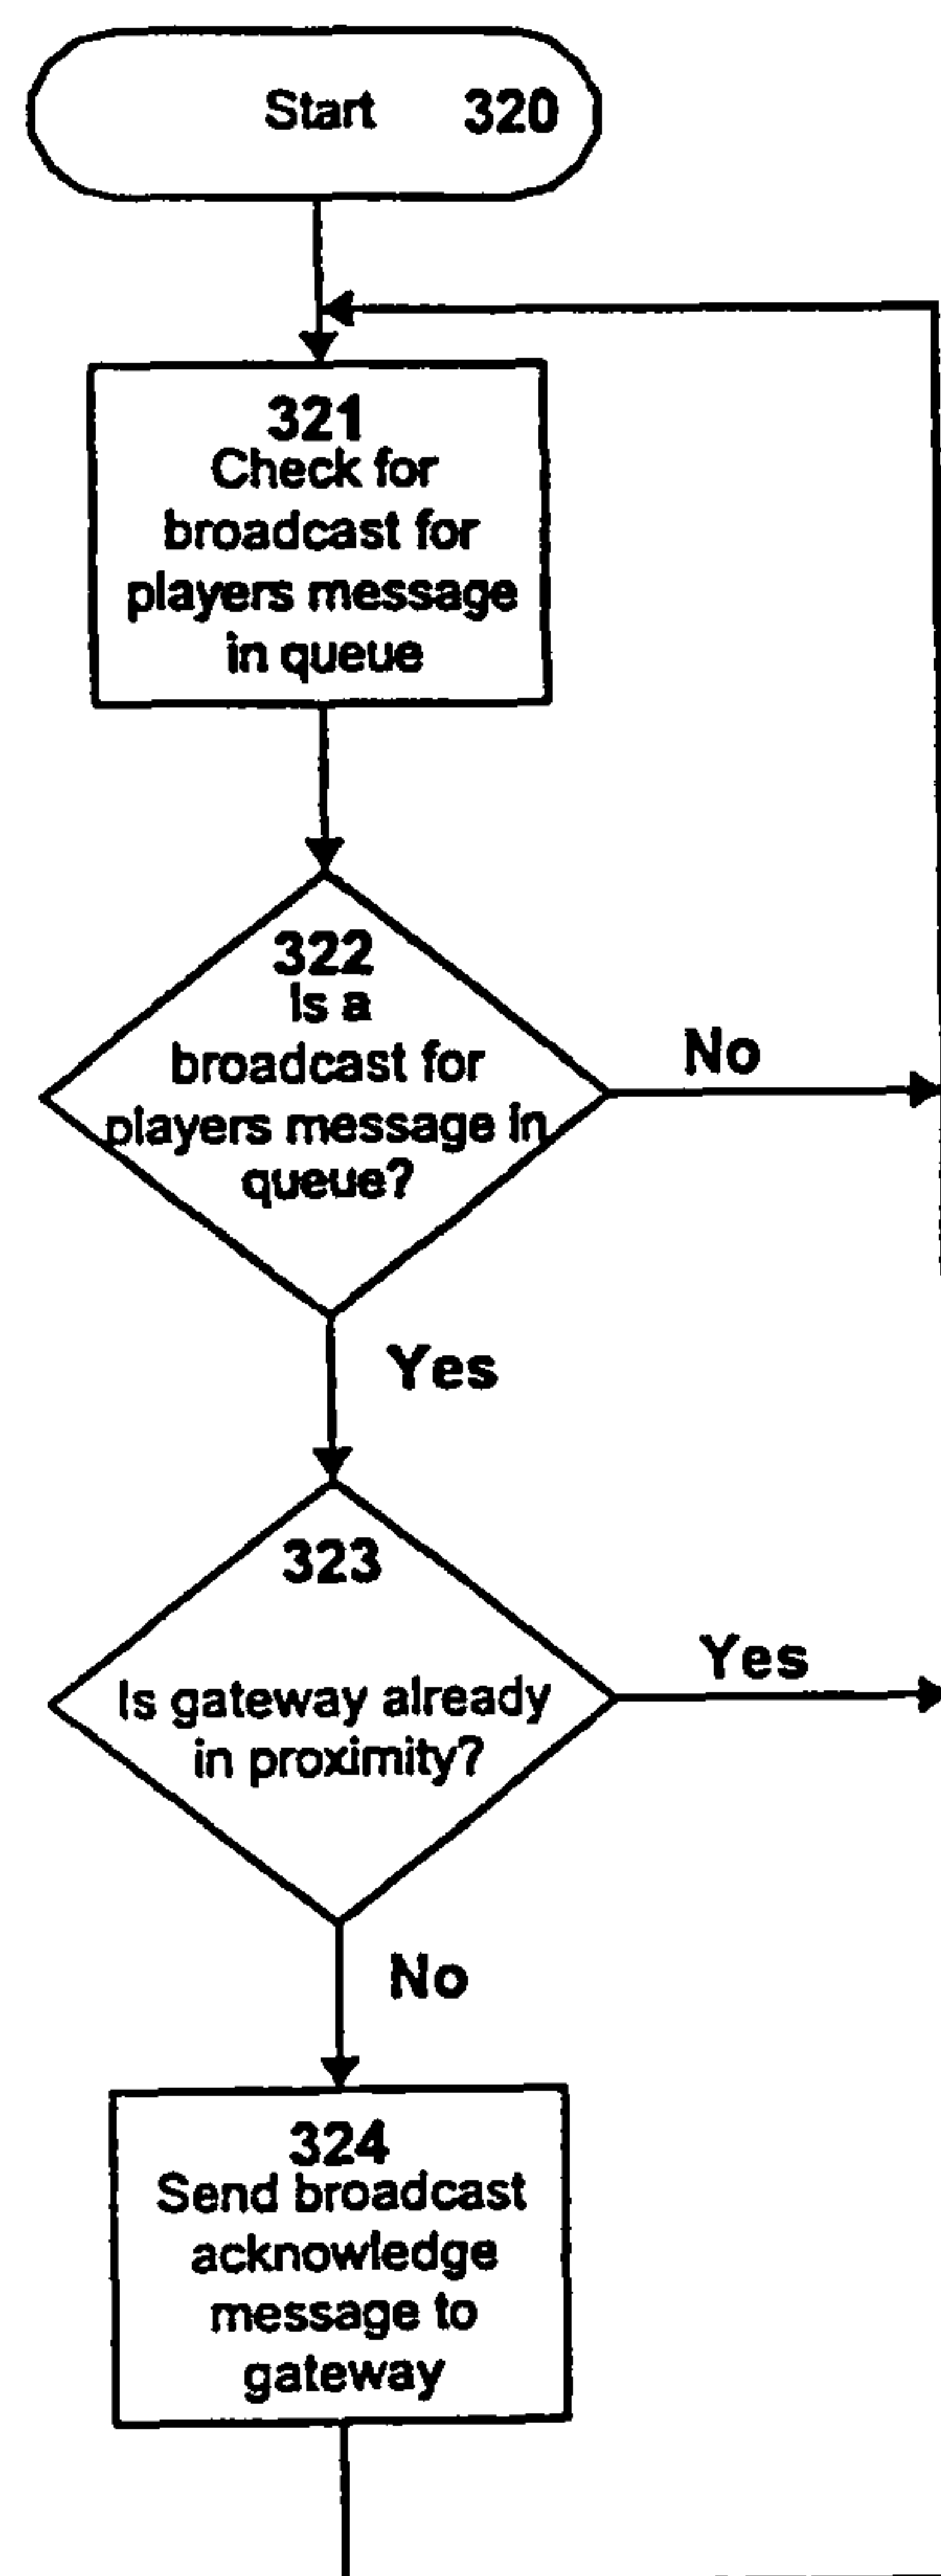 Start 320
321
Check for
broadcast for
players message
in queue
322
Is a
broadcast for
players message in
queue?
No
Yes
323
Is gateway already
in proximity?
Yes
No
324
Send broadcast
acknowledge
message to
gateway